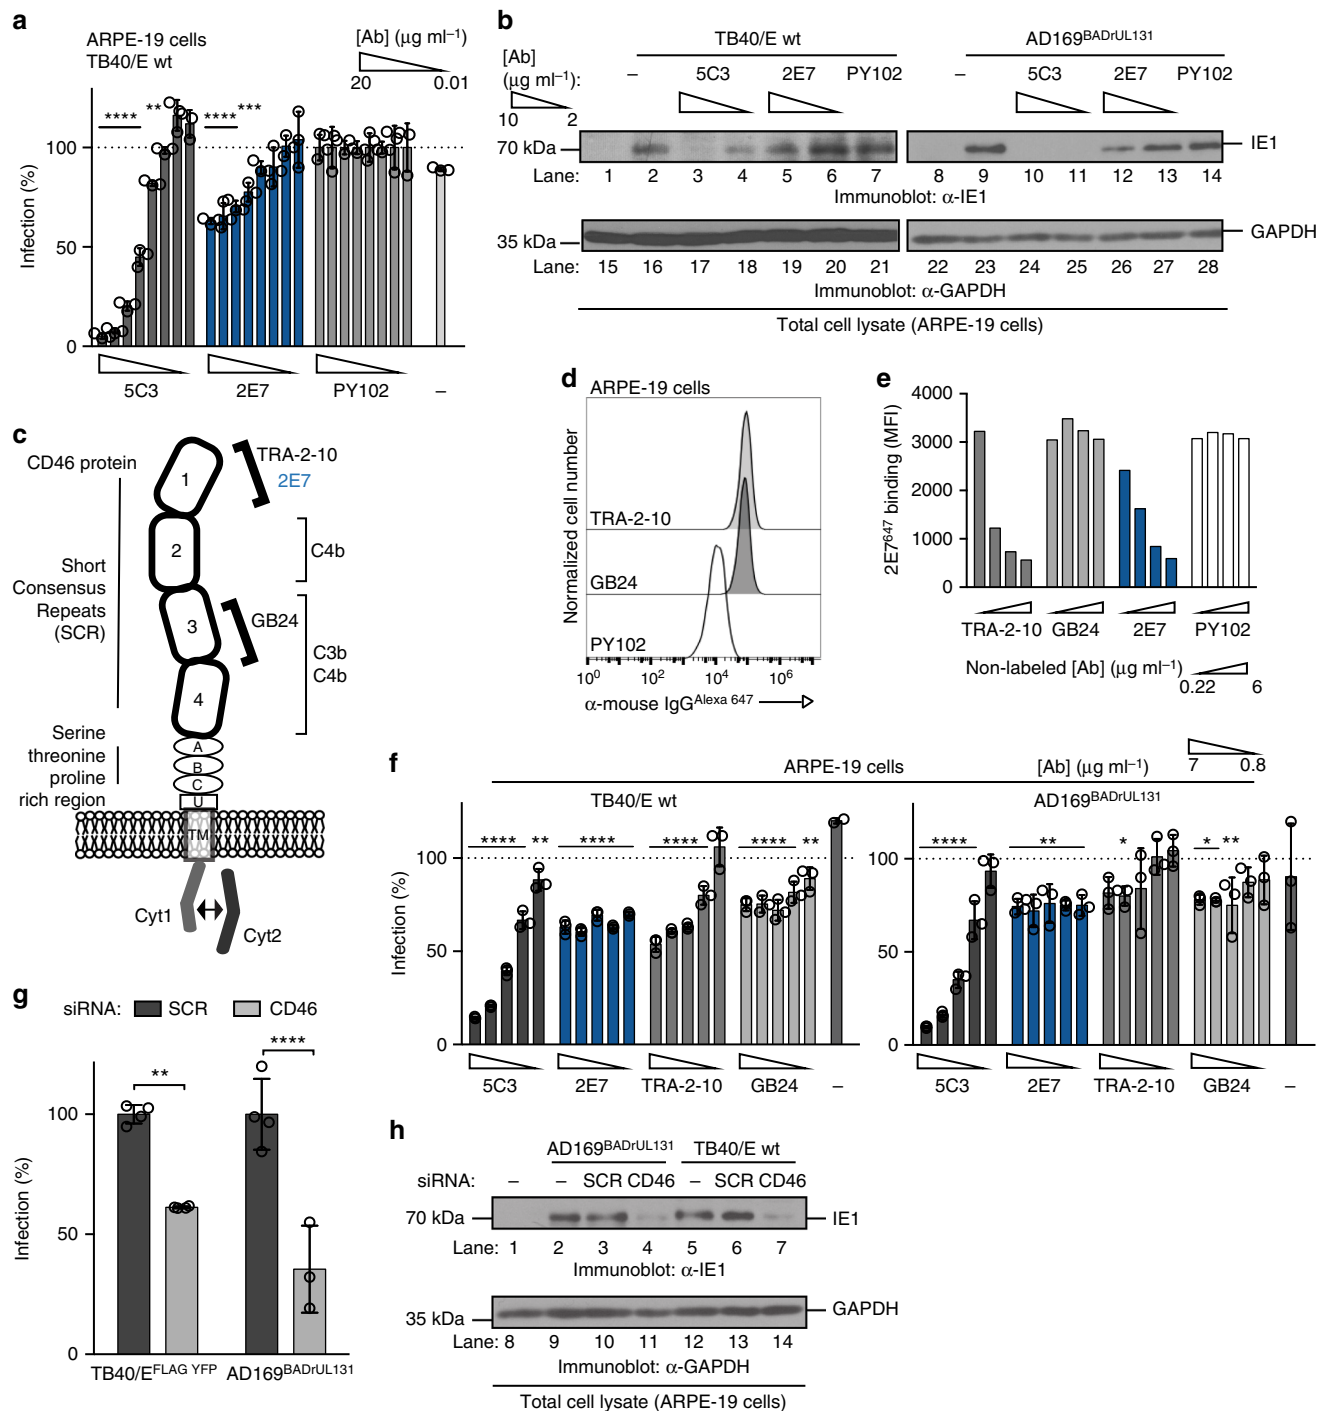 a
ARPE-19 cells
TB40/E wt
[Ab] (μg ml⁻¹)
20 0.01
**** ** **** ***
Infection (%)
100
50
0
5C3 2E7 PY102 –
b
TB40/E wt AD169BADrUL131
[Ab]
(μg ml⁻¹):
– 5C3 2E7 PY102 – 5C3 2E7 PY102
10 2
70 kDa IE1
Lane: 1 2 3 4 5 6 7 8 9 10 11 12 13 14
Immunoblot: α-IE1
35 kDa GAPDH
Lane: 15 16 17 18 19 20 21 22 23 24 25 26 27 28
Immunoblot: α-GAPDH
Total cell lysate (ARPE-19 cells)
c
CD46 protein
1
TRA-2-10
2E7
2
C4b
Short
Consensus
Repeats
(SCR)
3
GB24
C3b
C4b
4
Serine
threonine
proline
rich region
A
B
C
U
TM
Cyt1
Cyt2
d
ARPE-19 cells
Normalized cell number
TRA-2-10
GB24
PY102
10⁰ 10² 10⁴ 10⁶
α-mouse IgG Alexa 647
e
2E7⁶⁴⁷ binding (MFI)
4000
3000
2000
1000
0
TRA-2-10 GB24 2E7 PY102
Non-labeled [Ab] (μg ml⁻¹)
0.22 6
f
ARPE-19 cells [Ab] (μg ml⁻¹)
7 0.8
TB40/E wt AD169BADrUL131
**** ** **** **** **** ** **** ** * * **
Infection (%)
100
50
0
5C3 2E7 TRA-2-10 GB24 –
100
50
0
5C3 2E7 TRA-2-10 GB24 –
g
siRNA: SCR CD46
** ****
Infection (%)
100
50
0
TB40/E FLAG YFP AD169BADrUL131
h
AD169BADrUL131 TB40/E wt
siRNA: – – SCR CD46 – SCR CD46
70 kDa IE1
Lane: 1 2 3 4 5 6 7
Immunoblot: α-IE1
35 kDa GAPDH
Lane: 8 9 10 11 12 13 14
Immunoblot: α-GAPDH
Total cell lysate (ARPE-19 cells)